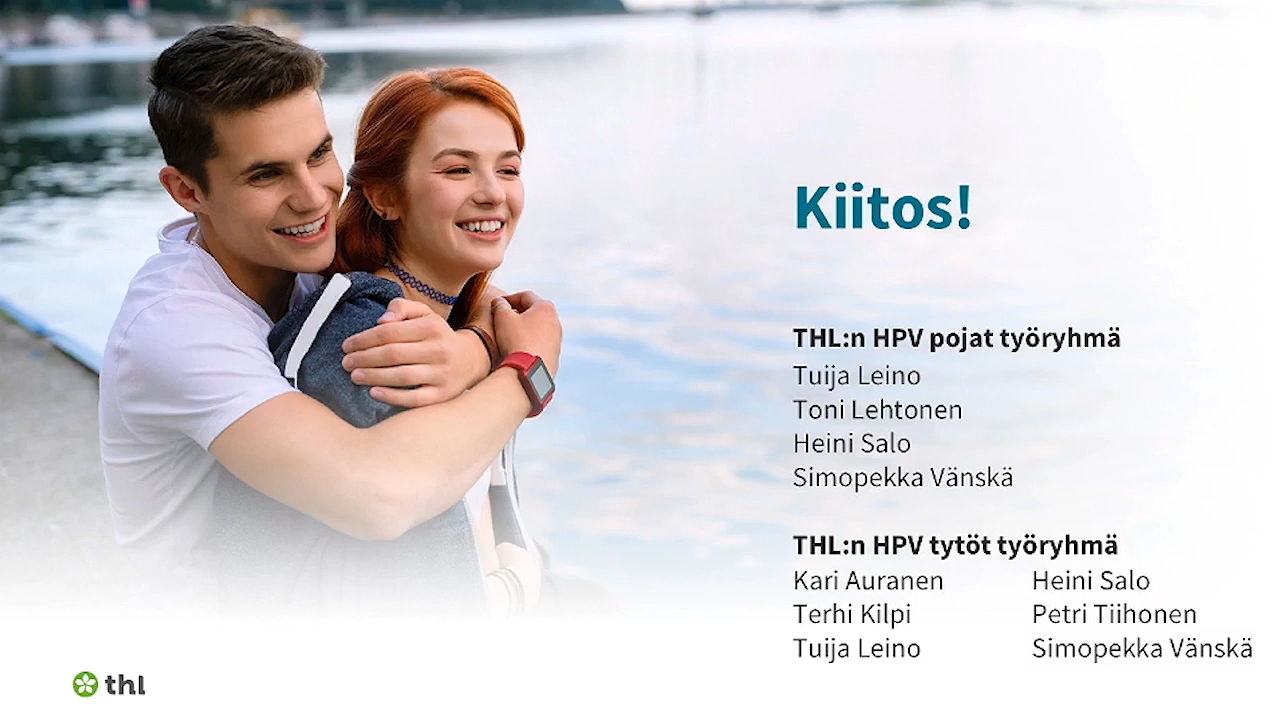 Kiitos!
THL:n HPV pojat työryhmä
Tuija Leino
Toni Lehtonen
Heini Salo
Simopekka Vänskä
THL:n HPV tytöt työryhmä
Kari Auranen
Terhi Kilpi
Tuija Leino
Heini Salo
Petri Tiihonen
Simopekka Vänskä
thl